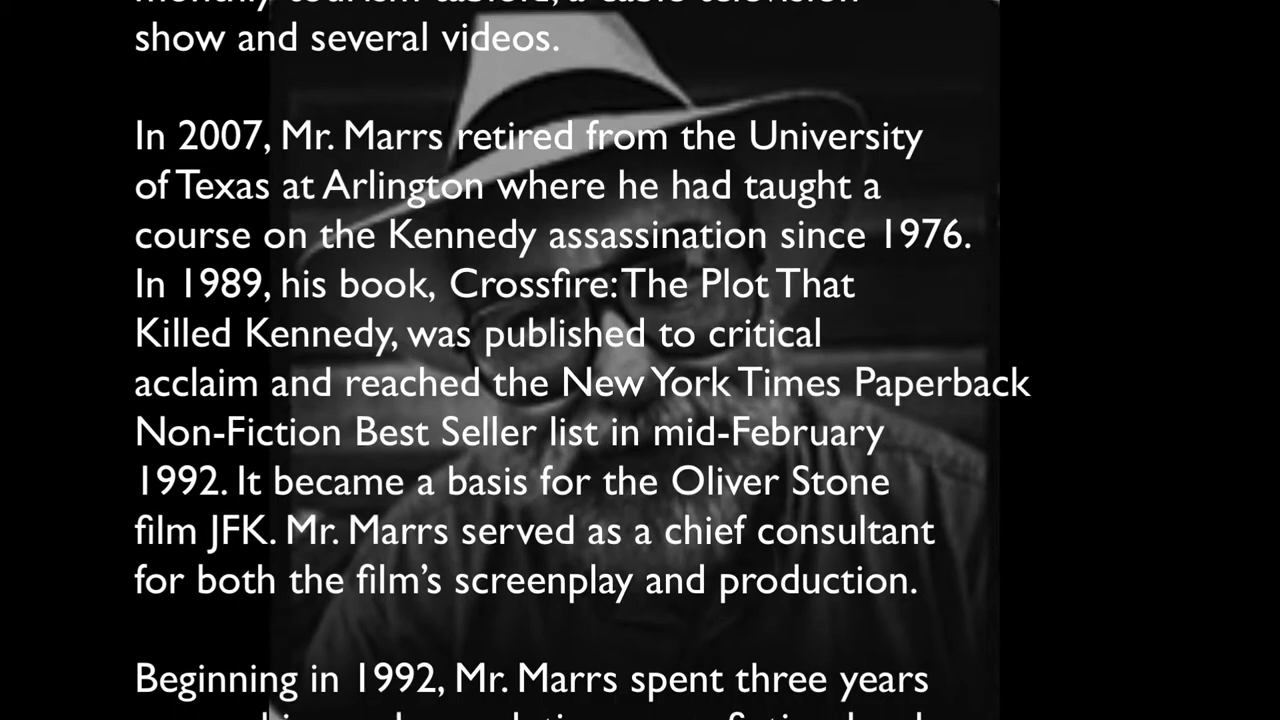 show and several videos.
In 2007, Mr. Marrs retired from the University
of Texas at Arlington where he had taught a
course on the Kennedy assassination since 1976.
In 1989, his book, Crossfire: The Plot That
Killed Kennedy, was published to critical
acclaim and reached the New York Times Paperback
Non-Fiction Best Seller list in mid-February
1992. It became a basis for the Oliver Stone
film JFK. Mr. Marrs served as a chief consultant
for both the film’s screenplay and production.
Beginning in 1992, Mr. Marrs spent three years